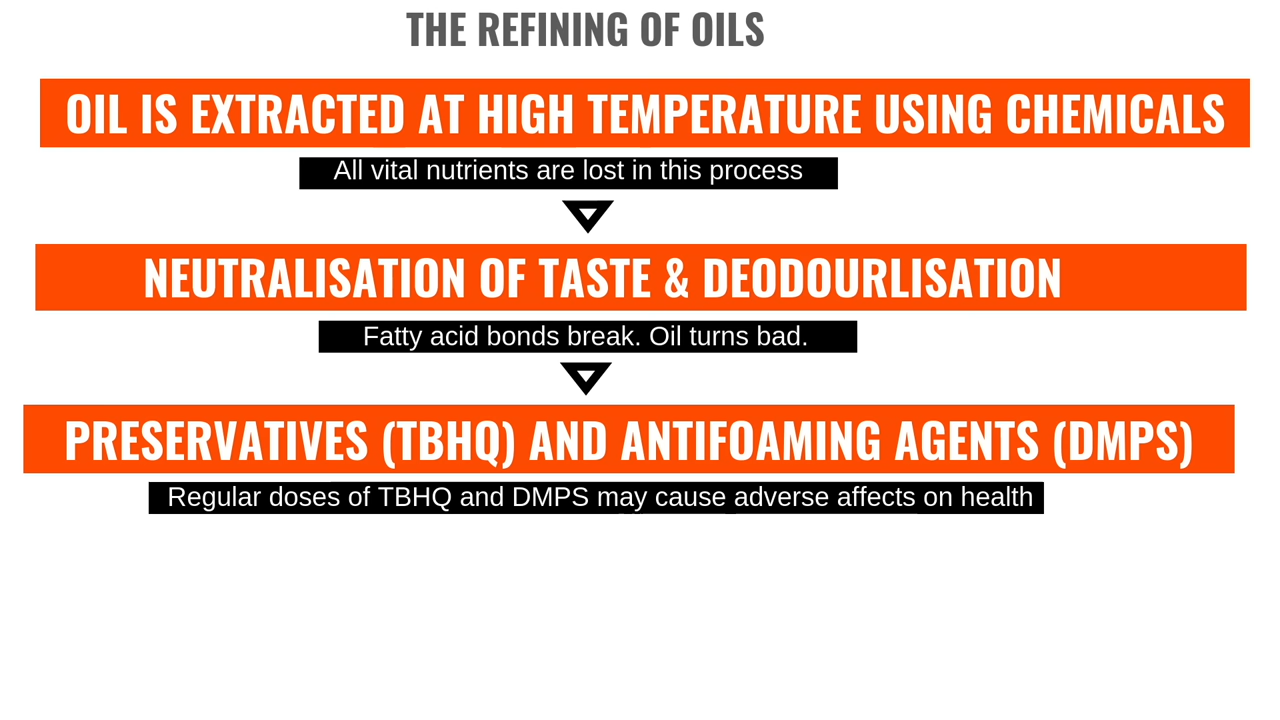 THE REFINING OF OILS
OIL IS EXTRACTED AT HIGH TEMPERATURE USING CHEMICALS
All vital nutrients are lost in this process
NEUTRALISATION OF TASTE & DEODOURLISATION
Fatty acid bonds break. Oil turns bad.
PRESERVATIVES (TBHQ) AND ANTIFOAMING AGENTS (DMPS)
Regular doses of TBHQ and DMPS may cause adverse affects on health